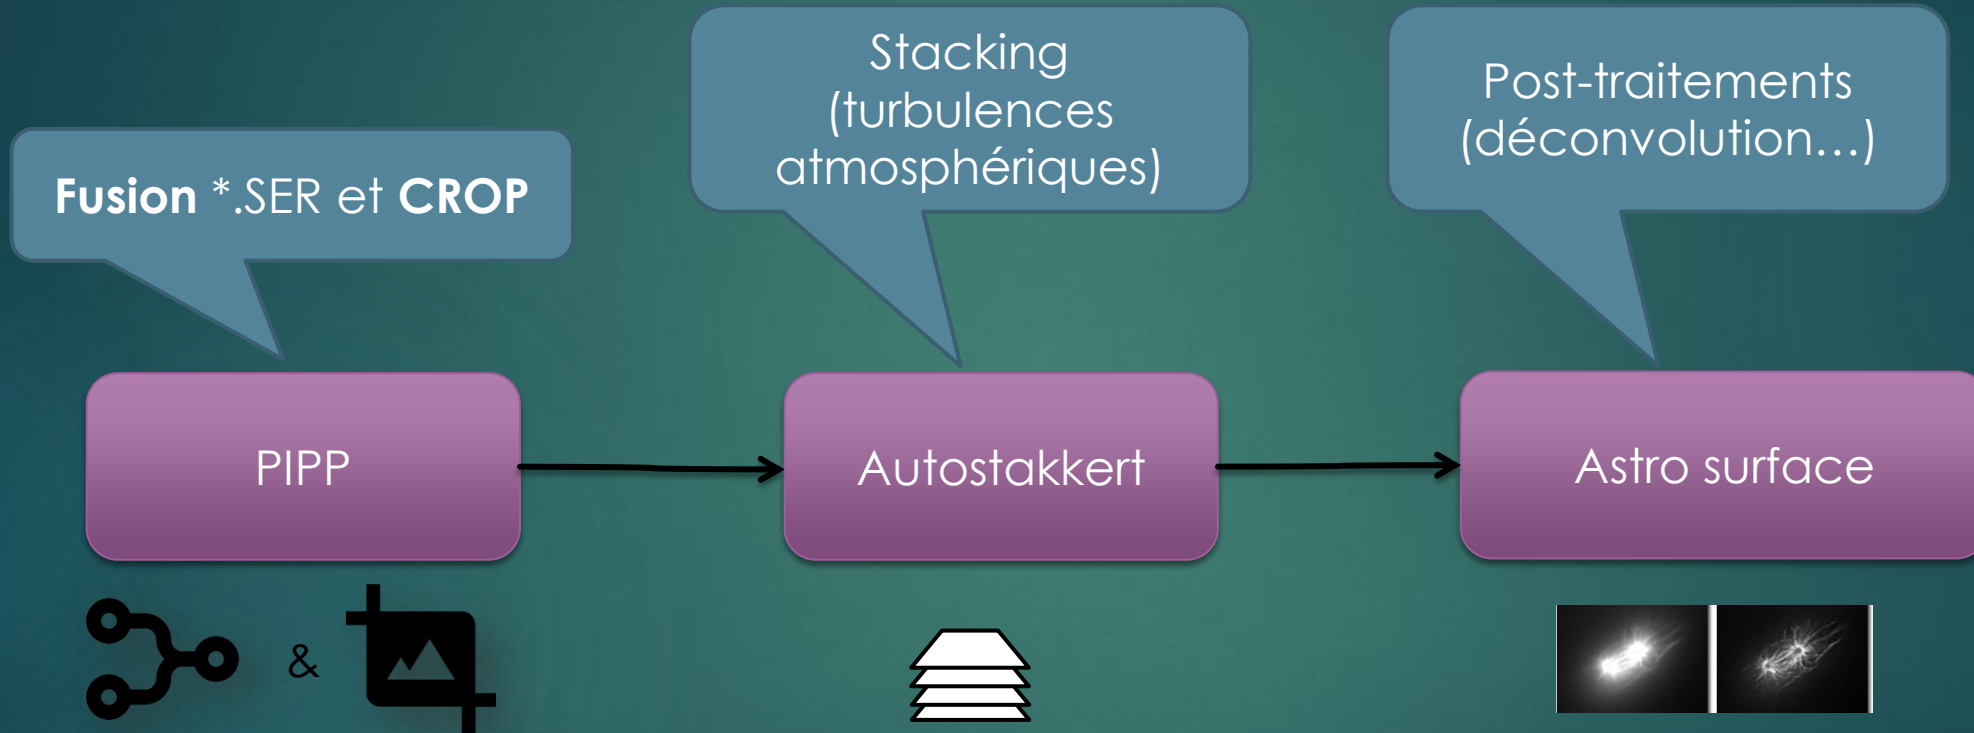 Fusion *.SER et CROP
Stacking
(turbulences
atmosphériques)
Post-traitements
(déconvolution...)
PIPP
Autostakkert
Astro surface
&